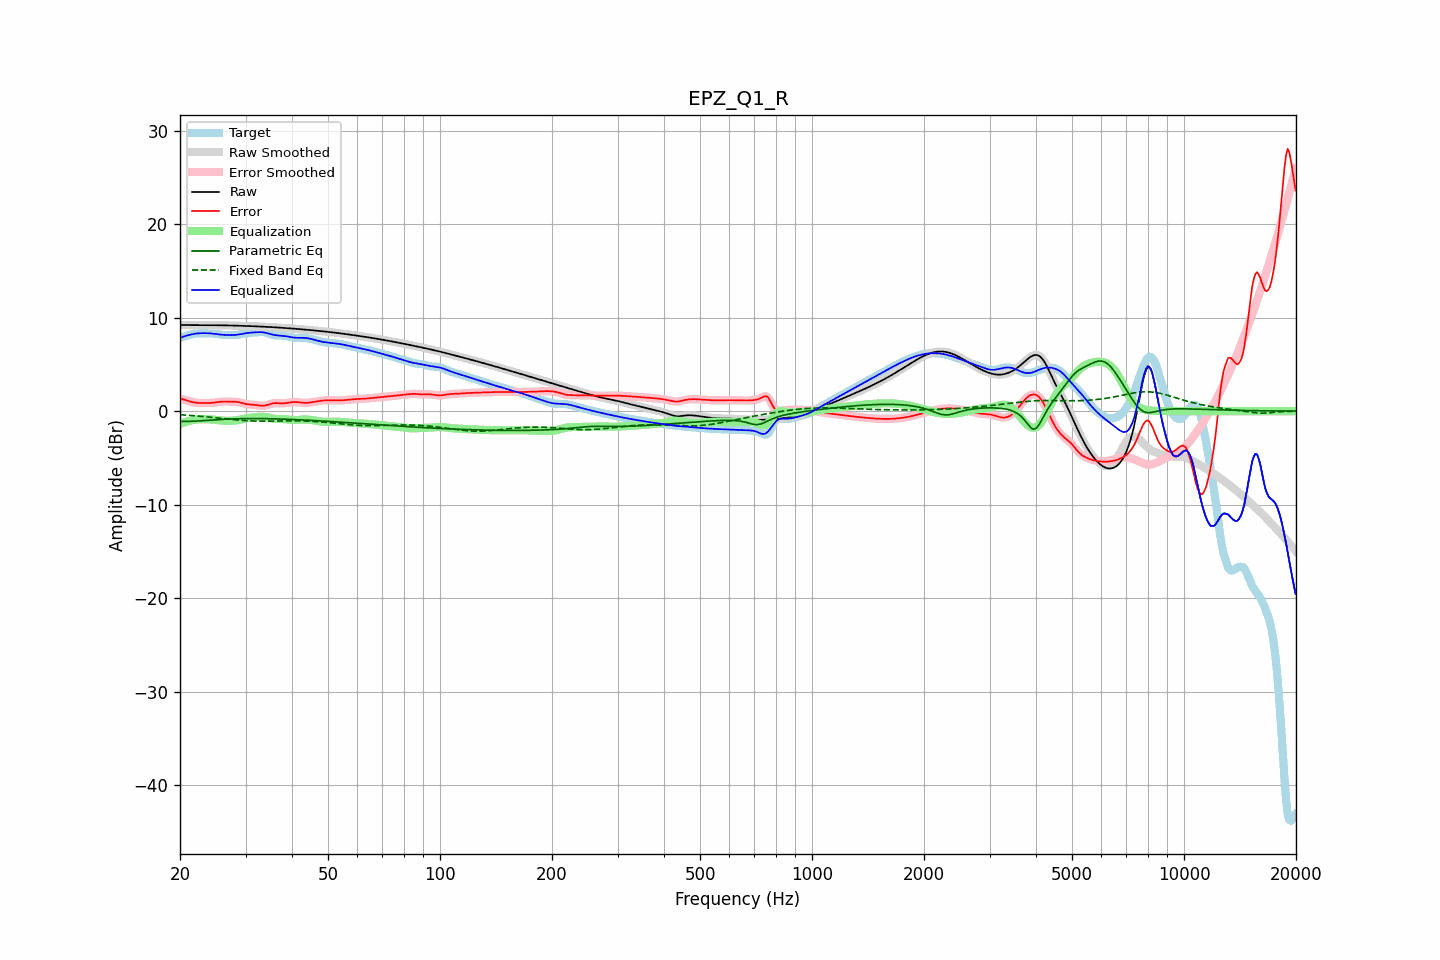 EPZ_Q1_R
Target
Raw Smoothed
Error Smoothed
Raw
Error
Equalization
Parametric Eq
Fixed Band Eq
Equalized
30
20
10
0
−10
−20
−30
−40
Amplitude (dBr)
20 50 100 200 500 1000 2000 5000 10000 20000
Frequency (Hz)